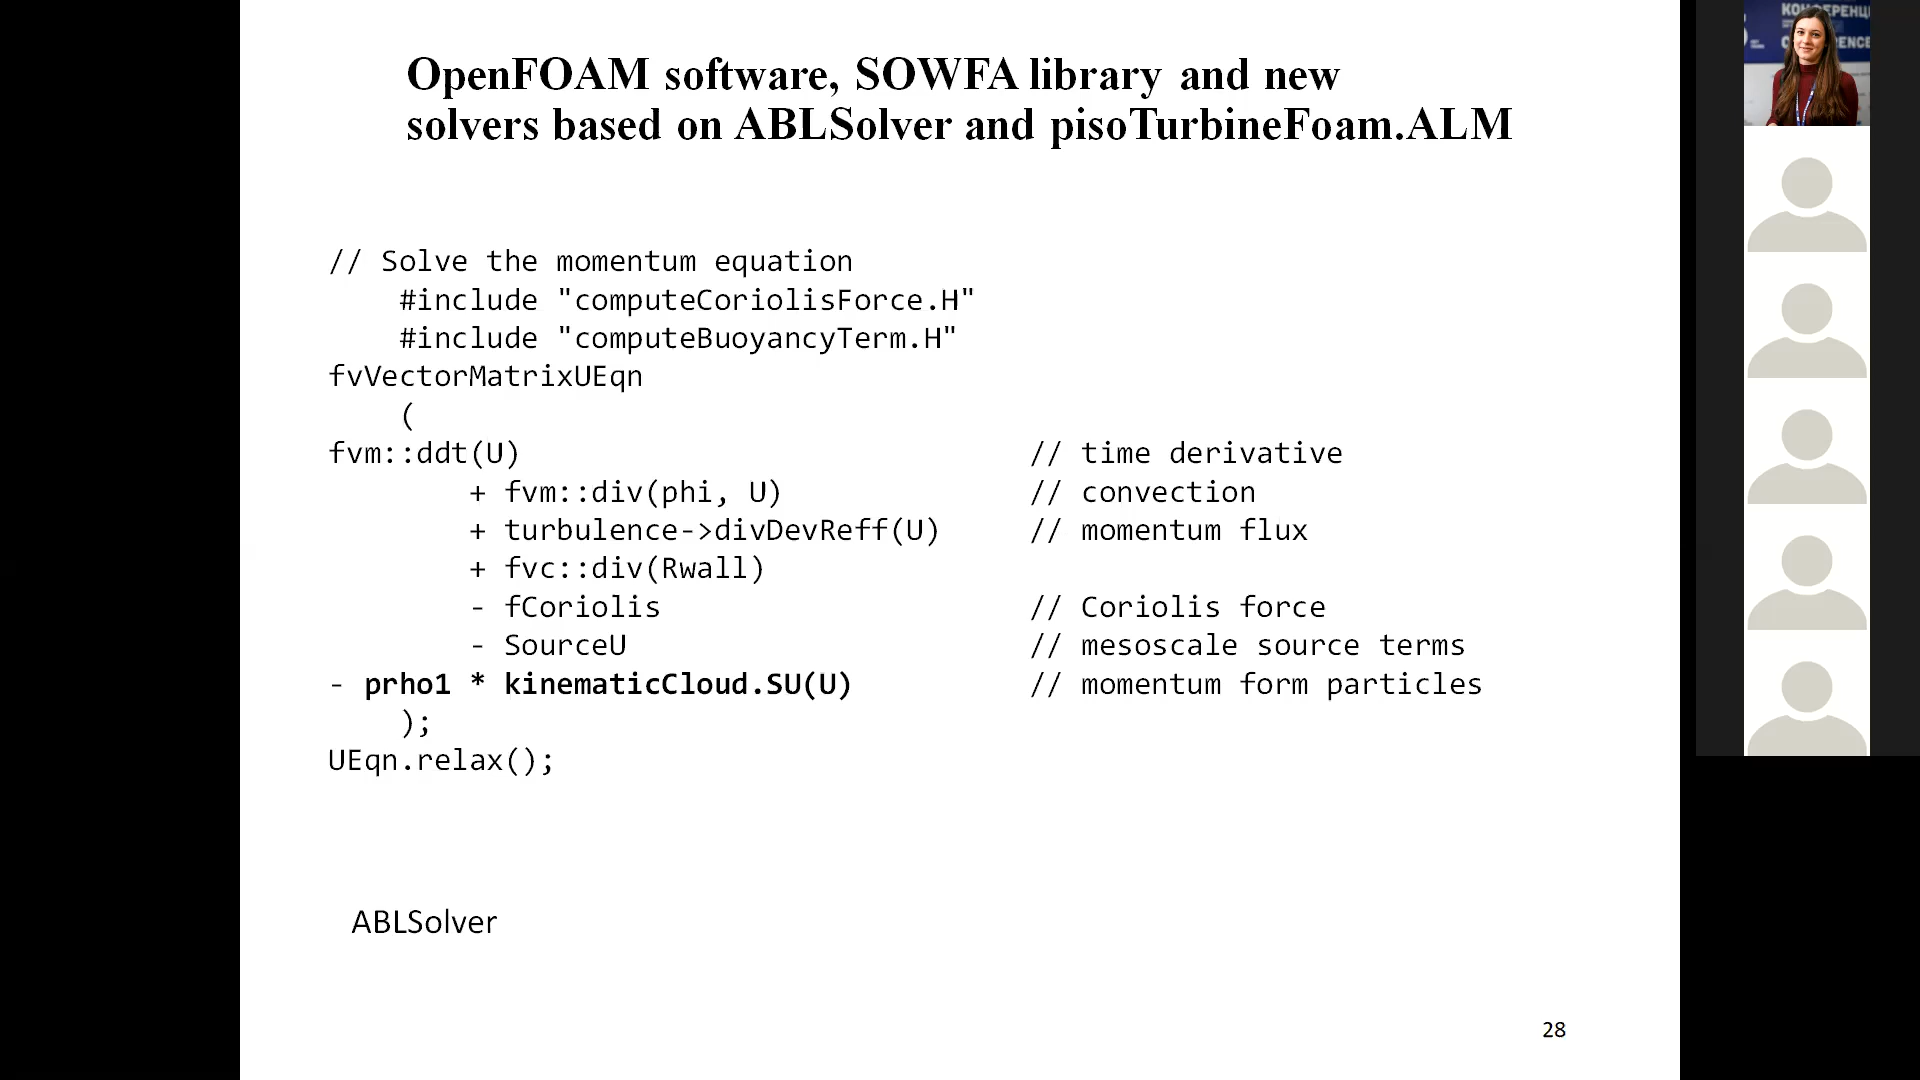 OpenFOAM software, SOWFA library and new
solvers based on ABLSolver and pisoTurbineFoam.ALM
// Solve the momentum equation
#include "computeCoriolisForce.H"
#include "computeBuoyancyTerm.H"
fvVectorMatrixUEqn
(
fvm::ddt(U) // time derivative
+ fvm::div(phi, U) // convection
+ turbulence->divDevReff(U) // momentum flux
+ fvc::div(Rwall)
- fCoriolis // Coriolis force
- SourceU // mesoscale source terms
- prho1 * kinematicCloud.SU(U) // momentum form particles
);
UEqn.relax();
ABLSolver
28